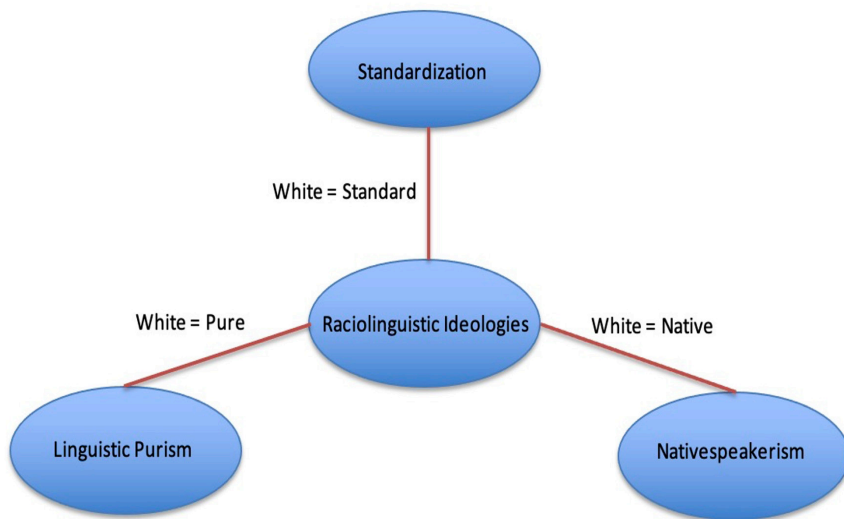 Standardization
White = Standard
Raciolinguistic Ideologies
White = Pure
White = Native
Linguistic Purism
Nativespeakerism